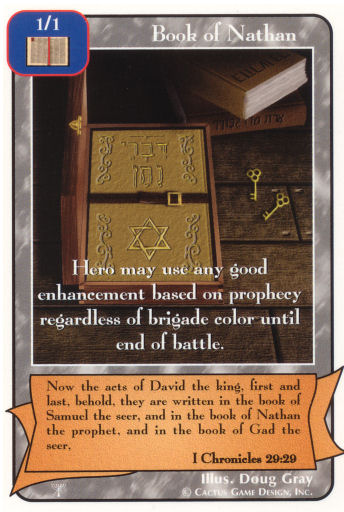 1/1
Book of Nathan
דברי
נתן
Hero may use any good
enhancement based on prophecy
regardless of brigade color until
end of battle.
Now the acts of David the king, first and
last, behold, they are written in the book of
Samuel the seer, and in the book of Nathan
the prophet, and in the book of Gad the
seer,
I Chronicles 29:29
Illus. Doug Gray
© Cactus Game Design, Inc.